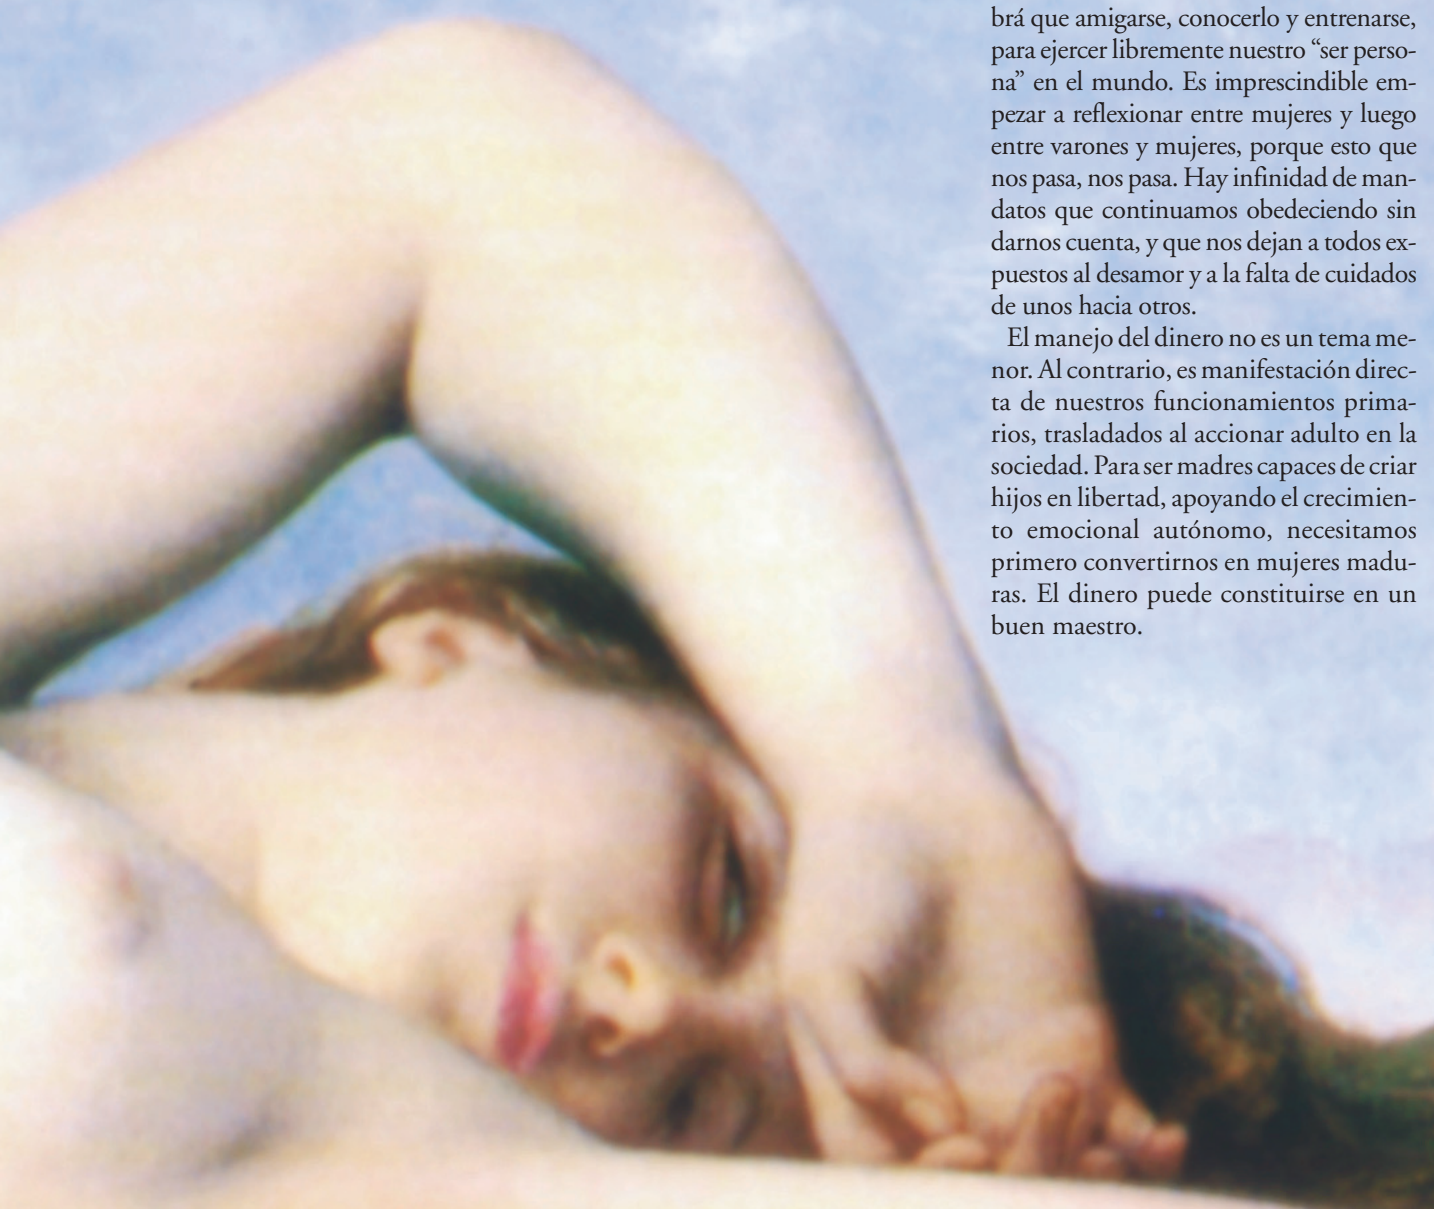 brá que amigarse, conocerlo y entrenarse,
para ejercer libremente nuestro “ser perso-
na” en el mundo. Es imprescindible em-
pezar a reflexionar entre mujeres y luego
entre varones y mujeres, porque esto que
nos pasa, nos pasa. Hay infinidad de man-
datos que continuamos obedeciendo sin
darnos cuenta, y que nos dejan a todos ex-
puestos al desamor y a la falta de cuidados
de unos hacia otros.
El manejo del dinero no es un tema me-
nor. Al contrario, es manifestación direc-
ta de nuestros funcionamientos prima-
rios, trasladados al accionar adulto en la
sociedad. Para ser madres capaces de criar
hijos en libertad, apoyando el crecimien-
to emocional autónomo, necesitamos
primero convertirnos en mujeres madu-
ras. El dinero puede constituirse en un
buen maestro.